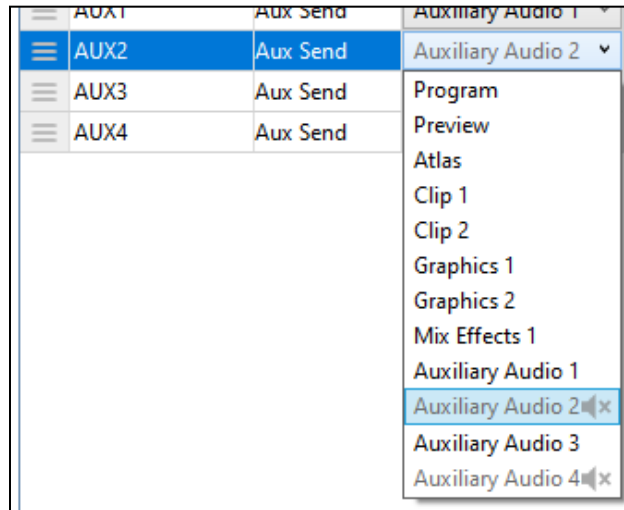 AUX1 Aux Send Auxiliary Audio 1
AUX2 Aux Send Auxiliary Audio 2
AUX3 Aux Send
AUX4 Aux Send
Program
Preview
Atlas
Clip 1
Clip 2
Graphics 1
Graphics 2
Mix Effects 1
Auxiliary Audio 1
Auxiliary Audio 2
Auxiliary Audio 3
Auxiliary Audio 4